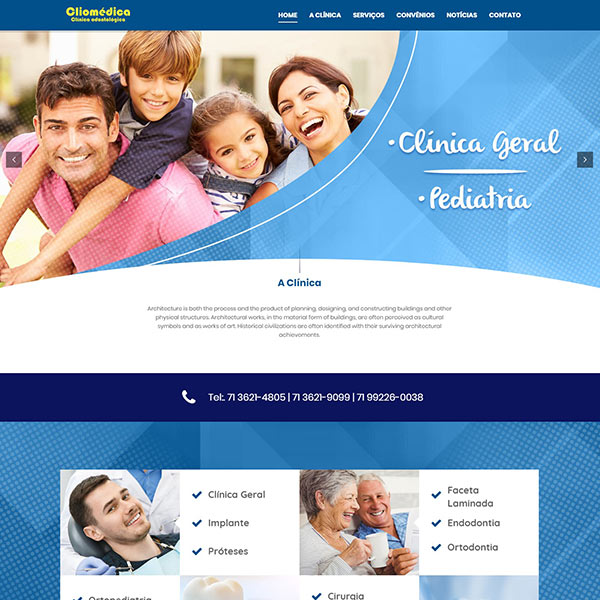 Cliomédica
Clínica odontológica
HOME A CLÍNICA SERVIÇOS CONVÊNIOS NOTÍCIAS CONTATO
• Clínica Geral
• Pediatria
A Clínica
Architecture is both the process and the product of planning, designing, and constructing buildings and other
physical structures. Architectural works, in the material form of buildings, are often perceived as cultural
symbols and as works of art. Historical civilizations are often identified with their surviving architectural
achievements.
Tel: 71 3621-4805 | 71 3621-9099 | 71 99226-0038
Clínica Geral
Implante
Próteses
Faceta
Laminada
Endodontia
Ortodontia
Ortopediatria
Cirurgia